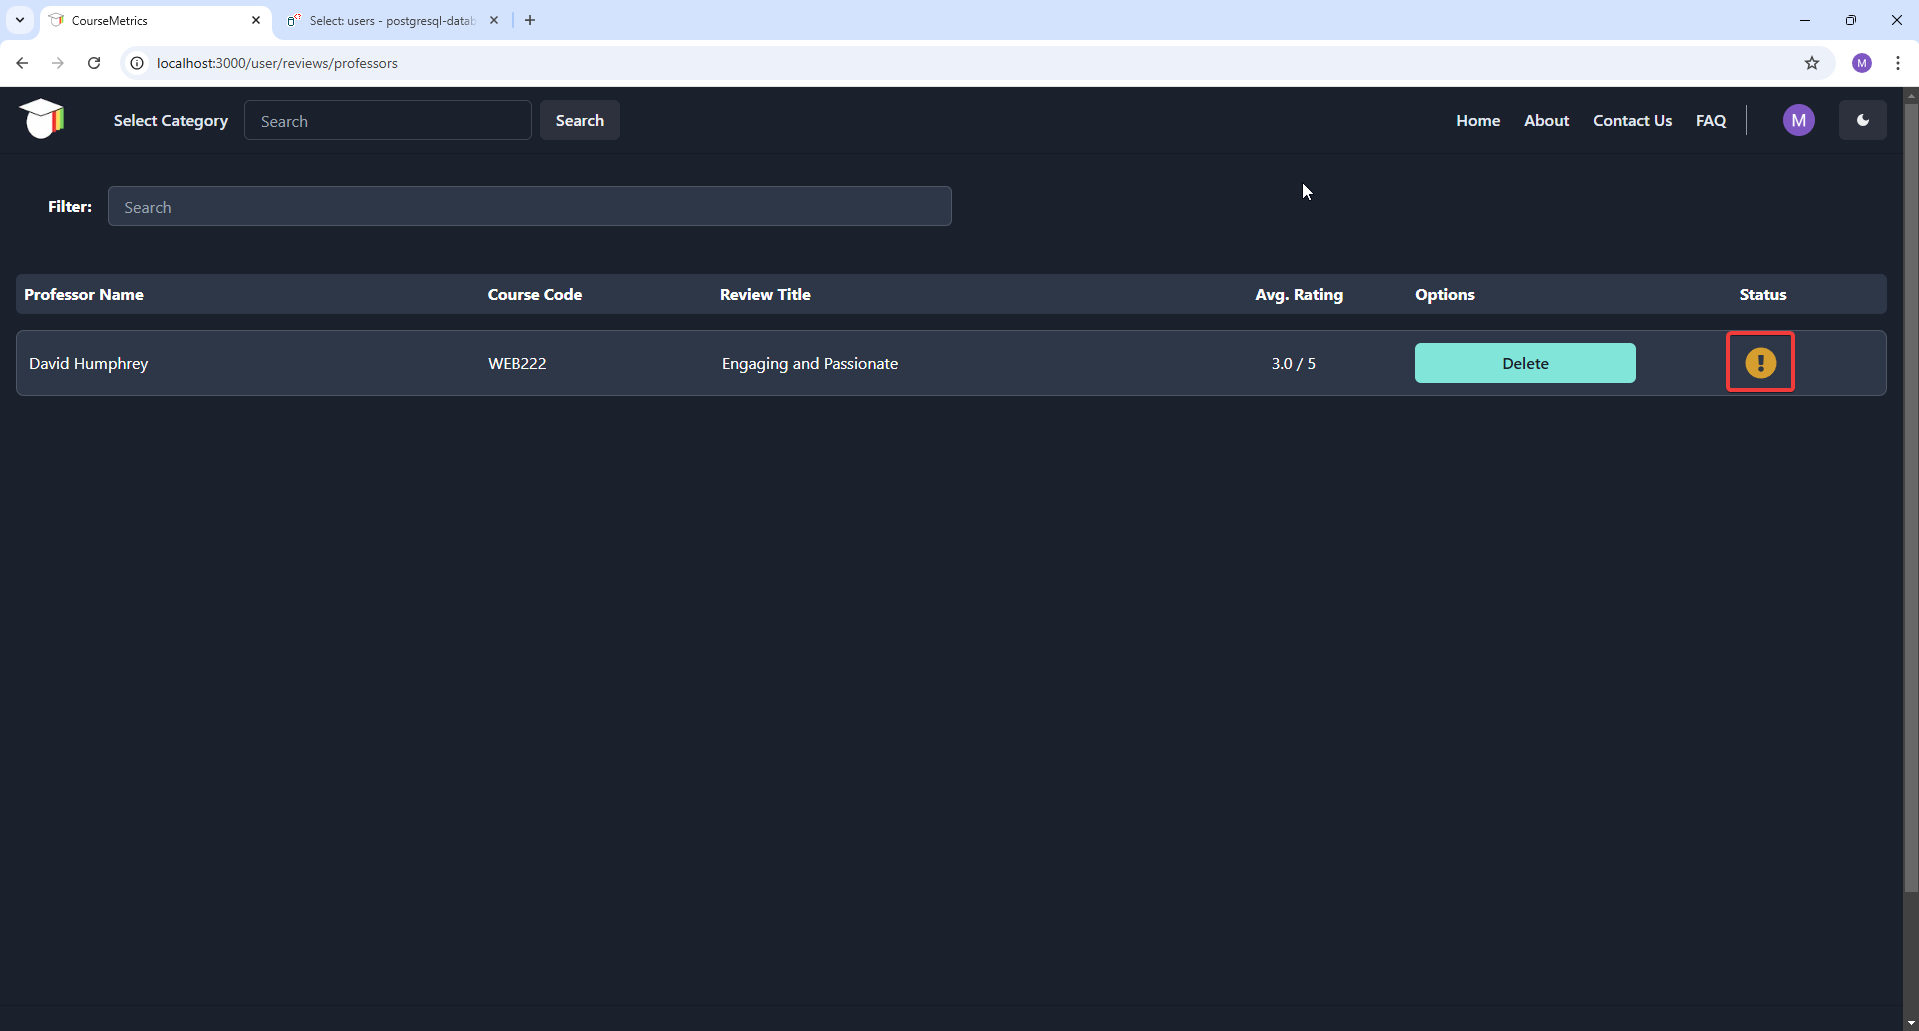 CourseMetrics
Select: users - postgresql-datab
localhost:3000/user/reviews/professors
M
Select Category
Search
Search
Home
About
Contact Us
FAQ
M
Filter:
Search
Professor Name
Course Code
Review Title
Avg. Rating
Options
Status
David Humphrey
WEB222
Engaging and Passionate
3.0 / 5
Delete
!